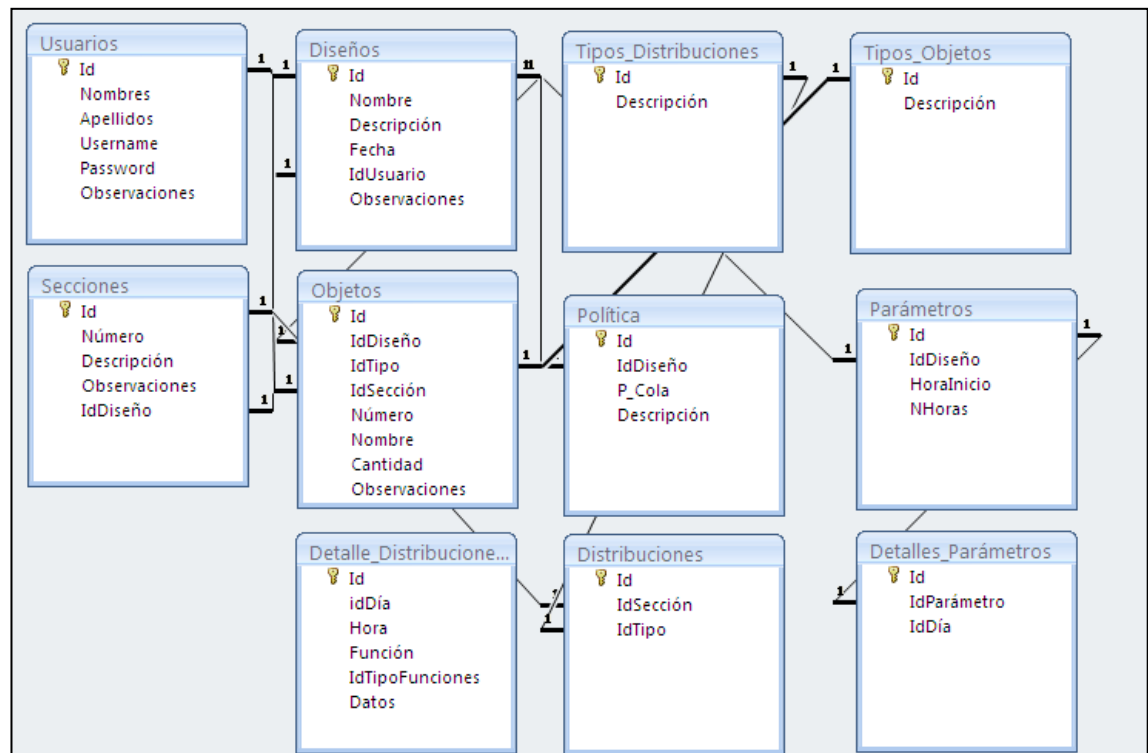 Usuarios
Id
Nombres
Apellidos
Username
Password
Observaciones
1
Diseños
Id
Nombre
Descripción
Fecha
IdUsuario
Observaciones
1
1
11
Tipos_Distribuciones
Id
Descripción
1
Tipos_Objetos
Id
Descripción
1
Secciones
Id
Número
Descripción
Observaciones
IdDiseño
1
1
Objetos
Id
IdDiseño
IdTipo
IdSección
Número
Nombre
Cantidad
Observaciones
1
1
1
Política
Id
IdDiseño
P_Cola
Descripción
Parámetros
Id
IdDiseño
HoraInicio
NHoras
1
1
Detalle_Distribucione...
Id
idDía
Hora
Función
IdTipoFunciones
Datos
Distribuciones
Id
IdSección
IdTipo
1
1
Detalles_Parámetros
Id
IdParámetro
IdDía
1